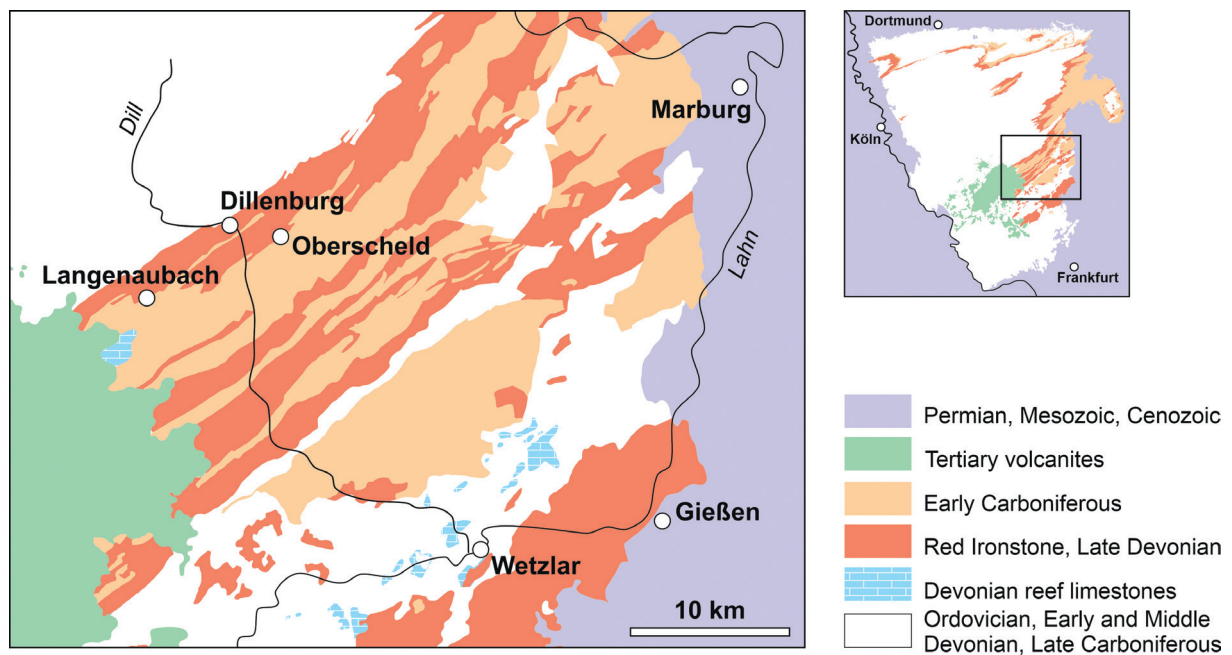 Dill
Marburg
Dillenburg
Oberscheld
Langenaubach
Lahn
Gießen
Wetzlar
10 km
Dortmund
Köln
Frankfurt
Permian, Mesozoic, Cenozoic
Tertiary volcanites
Early Carboniferous
Red Ironstone, Late Devonian
Devonian reef limestones
Ordovician, Early and Middle
Devonian, Late Carboniferous